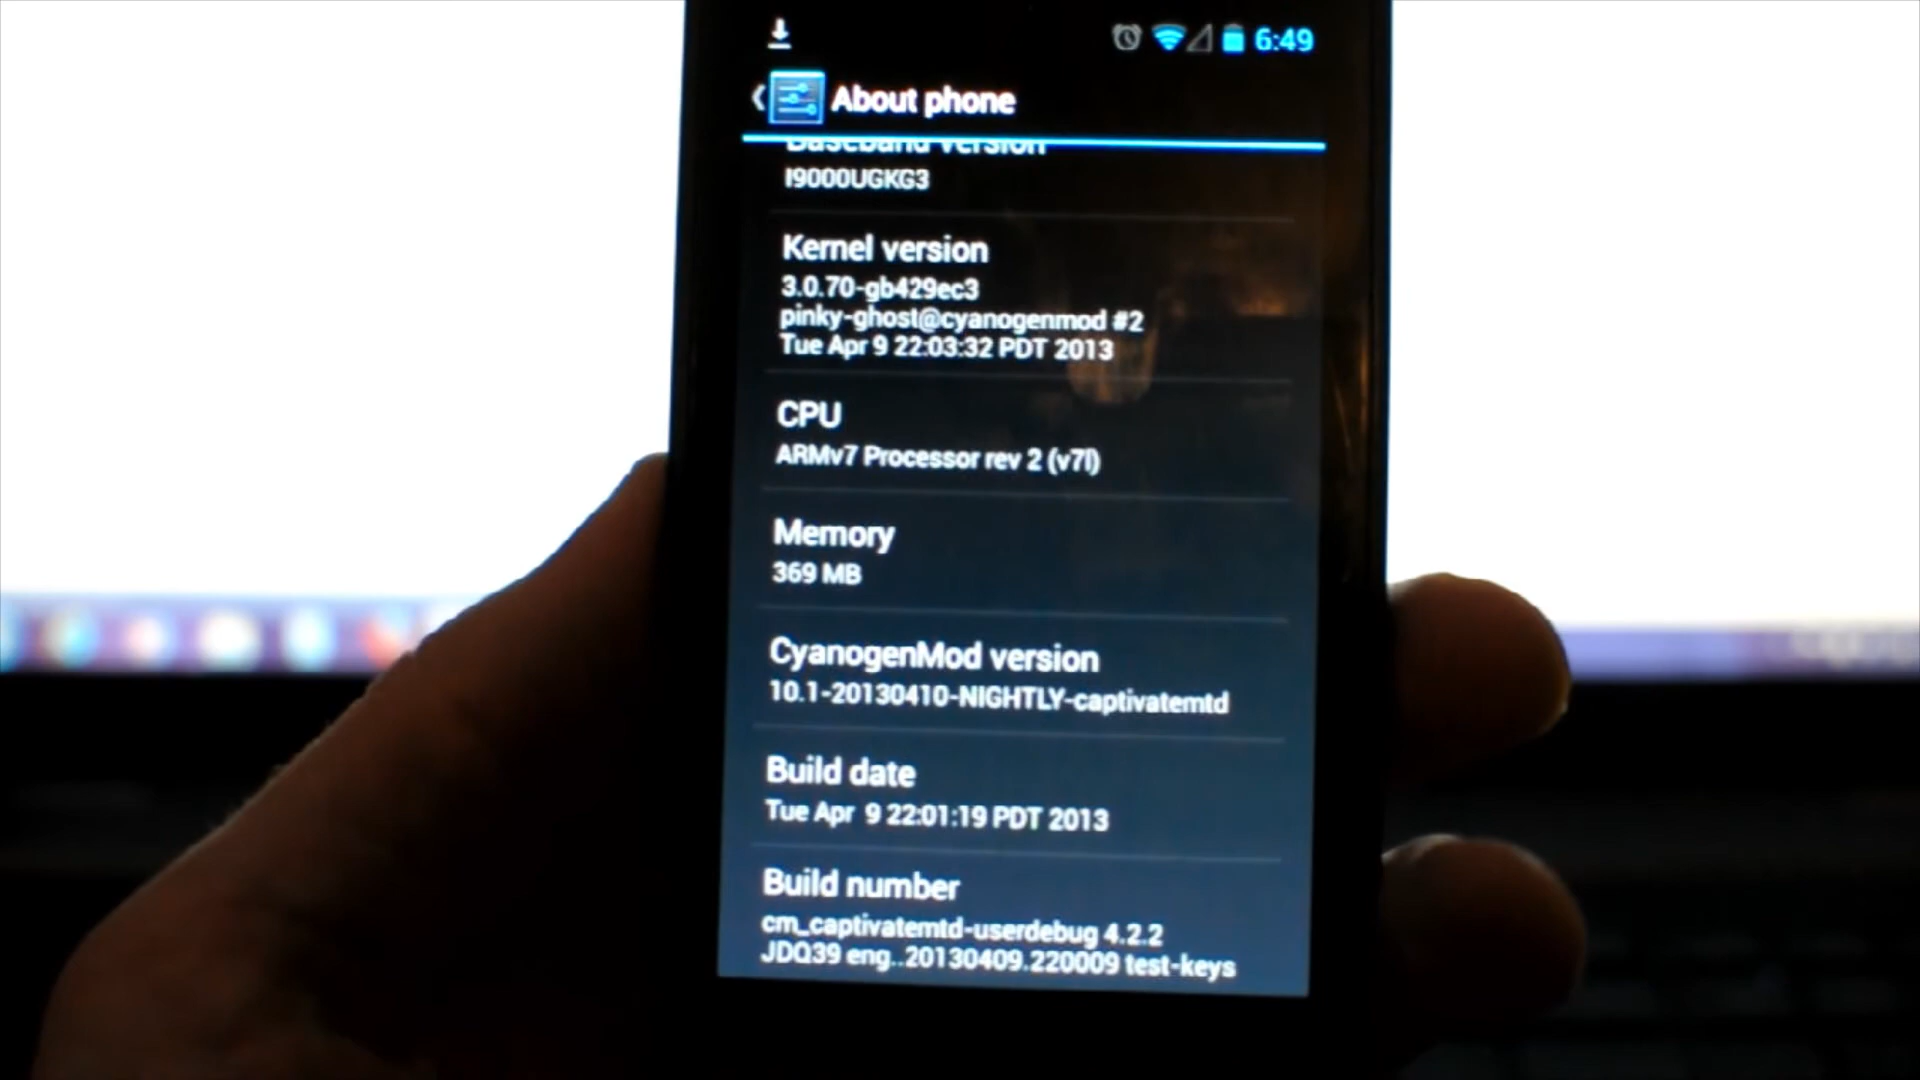 6:49
About phone
Baseband version
I9000UGKG3
Kernel version
3.0.70-gb429ec3
pinky-ghost@cyanogenmod #2
Tue Apr 9 22:03:32 PDT 2013
CPU
ARMv7 Processor rev 2 (v7l)
Memory
369 MB
CyanogenMod version
10.1-20130410-NIGHTLY-captivatemtd
Build date
Tue Apr  9 22:01:19 PDT 2013
Build number
cm_captivatemtd-userdebug 4.2.2
JDQ39 eng..20130409.220009 test-keys